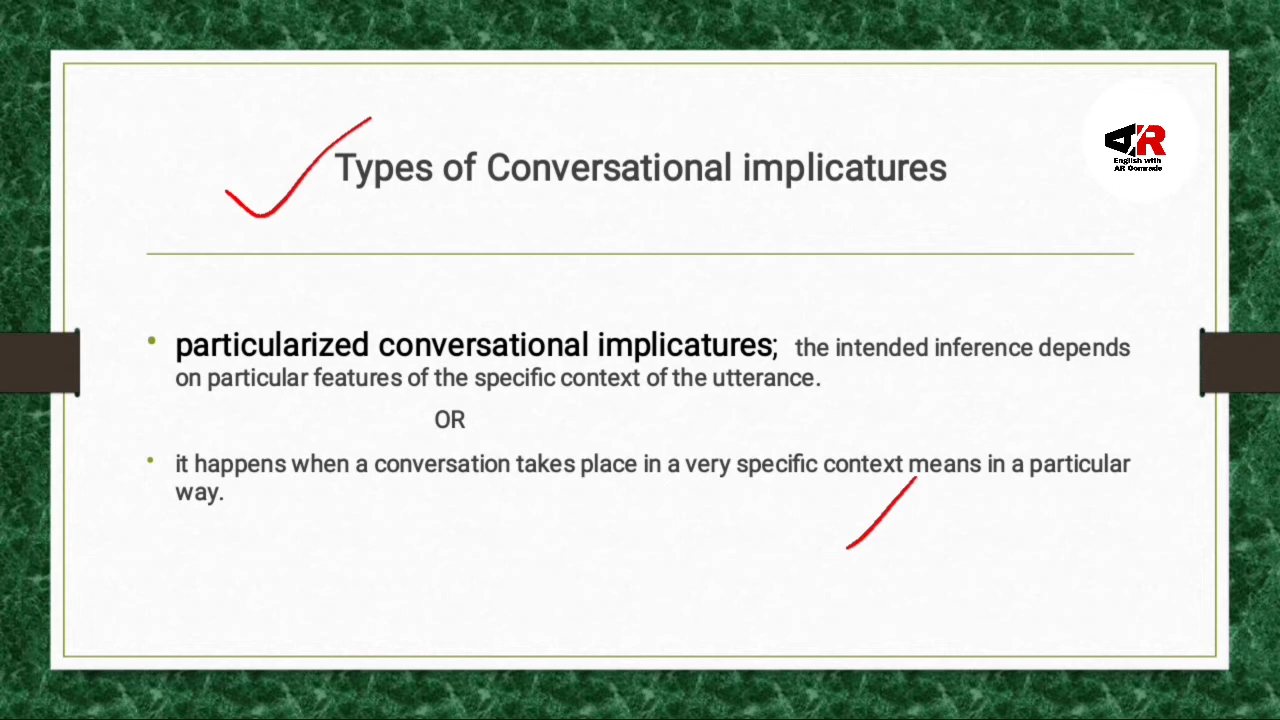 AR
English with
AR Comrade
Types of Conversational implicatures
particularized conversational implicatures; the intended inference depends
on particular features of the specific context of the utterance.
OR
it happens when a conversation takes place in a very specific context means in a particular
way.